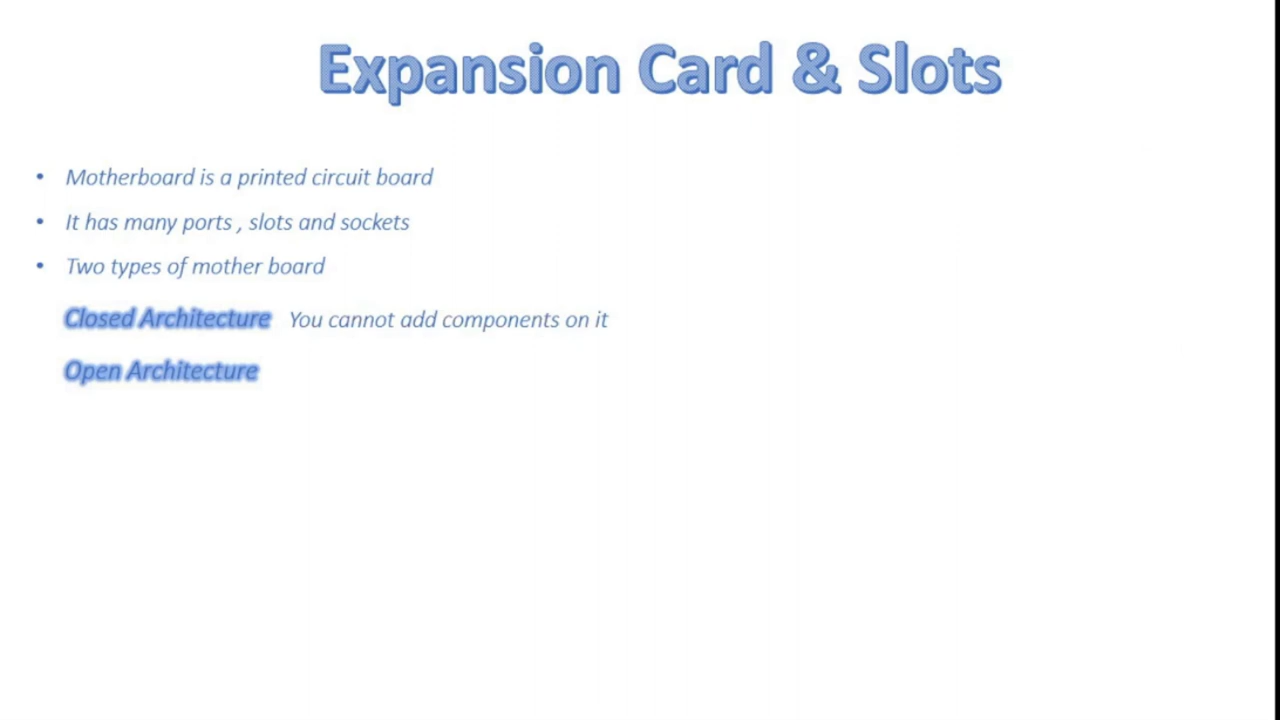 Expansion Card & Slots
• Motherboard is a printed circuit board
• It has many ports , slots and sockets
• Two types of mother board
Closed Architecture You cannot add components on it
Open Architecture